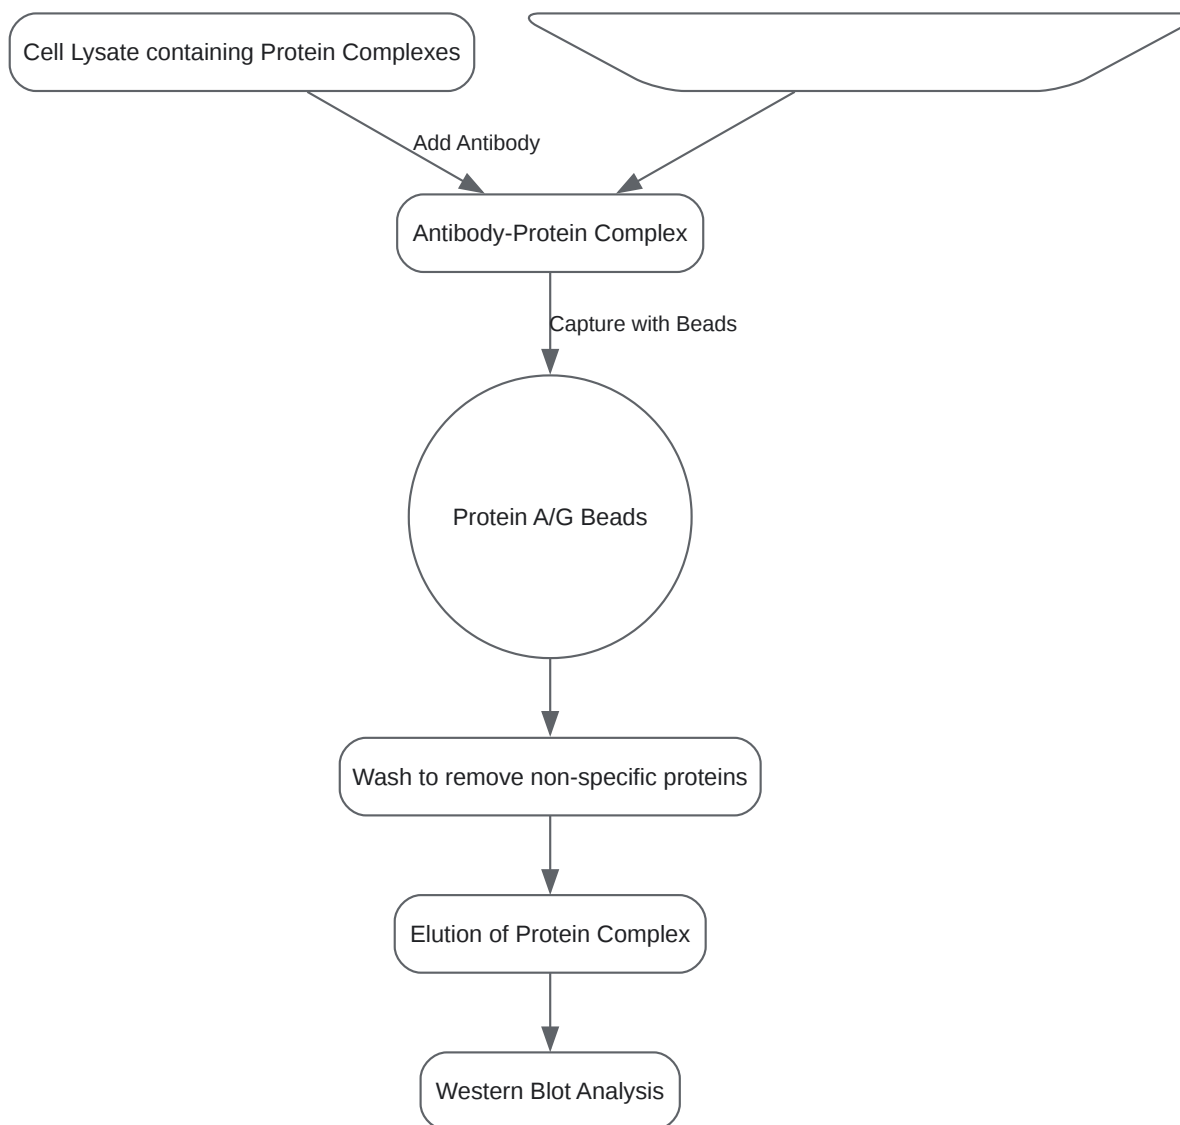 Cell Lysate containing Protein Complexes
Add Antibody
Antibody-Protein Complex
Capture with Beads
Protein A/G Beads
Wash to remove non-specific proteins
Elution of Protein Complex
Western Blot Analysis